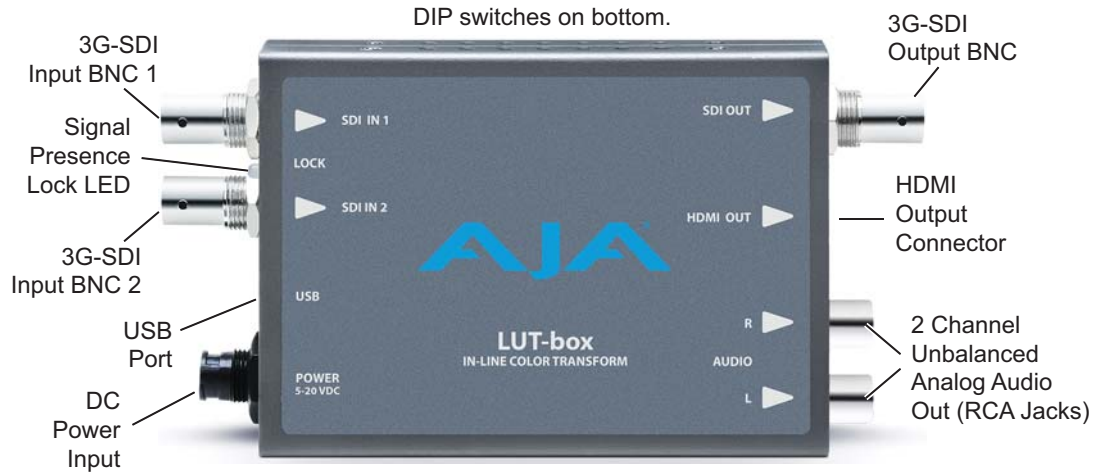 DIP switches on bottom.
3G-SDI
Input BNC 1
Signal
Presence
Lock LED
3G-SDI
Input BNC 2
USB
Port
DC
Power
Input
SDI IN 1
LOCK
SDI IN 2
USB
POWER
5-20 VDC
AJA
LUT-box
IN-LINE COLOR TRANSFORM
SDI OUT
HDMI OUT
R
AUDIO
L
3G-SDI
Output BNC
HDMI
Output
Connector
2 Channel
Unbalanced
Analog Audio
Out (RCA Jacks)